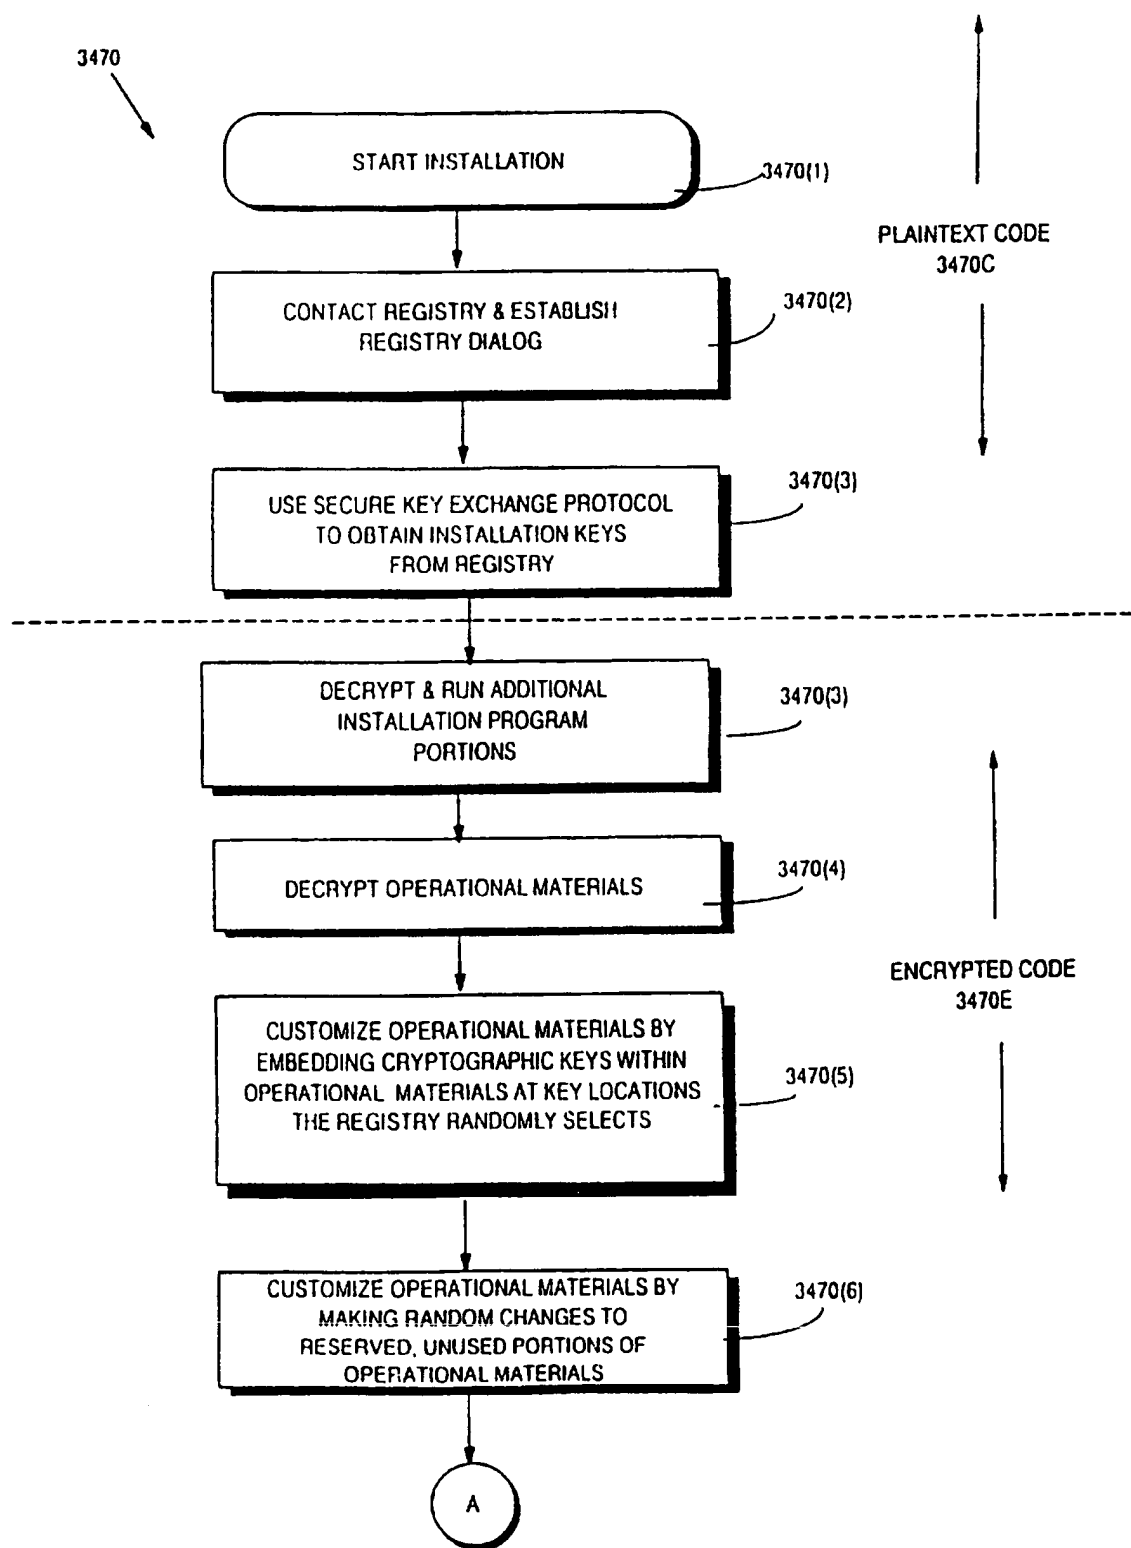 3470
START INSTALLATION
3470(1)
PLAINTEXT CODE
3470C
CONTACT REGISTRY & ESTABLISH
REGISTRY DIALOG
3470(2)
USE SECURE KEY EXCHANGE PROTOCOL
TO OBTAIN INSTALLATION KEYS
FROM REGISTRY
3470(3)
DECRYPT & RUN ADDITIONAL
INSTALLATION PROGRAM
PORTIONS
3470(3)
DECRYPT OPERATIONAL MATERIALS
3470(4)
ENCRYPTED CODE
3470E
CUSTOMIZE OPERATIONAL MATERIALS BY
EMBEDDING CRYPTOGRAPHIC KEYS WITHIN
OPERATIONAL MATERIALS AT KEY LOCATIONS
THE REGISTRY RANDOMLY SELECTS
3470(5)
CUSTOMIZE OPERATIONAL MATERIALS BY
MAKING RANDOM CHANGES TO
RESERVED, UNUSED PORTIONS OF
OPERATIONAL MATERIALS
3470(6)
A